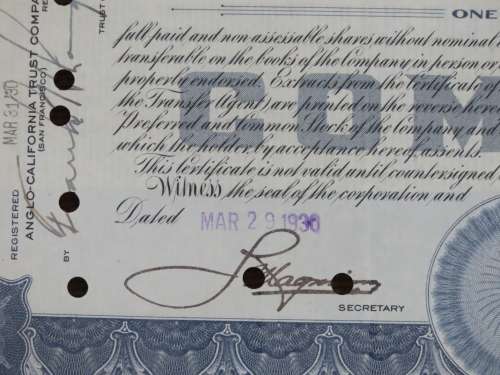 ONE
full paid and non-assessable shares without nominal
transferable on the books of the Company in person or
properly endorsed. Extracts from the Certificate of
the Transfer Agent) are printed on the reverse here
Preferred and Common Stock of the Company and
which the holder, by acceptance hereof, assents.
This Certificate is not valid until countersigned
Witness the seal of the corporation and
Dated MAR 29 1930
SECRETARY
COM
REGISTERED MAR 31 '30
ANGLO-CALIFORNIA TRUST COMPA
(SAN FRANCISCO)
BY
TRUST